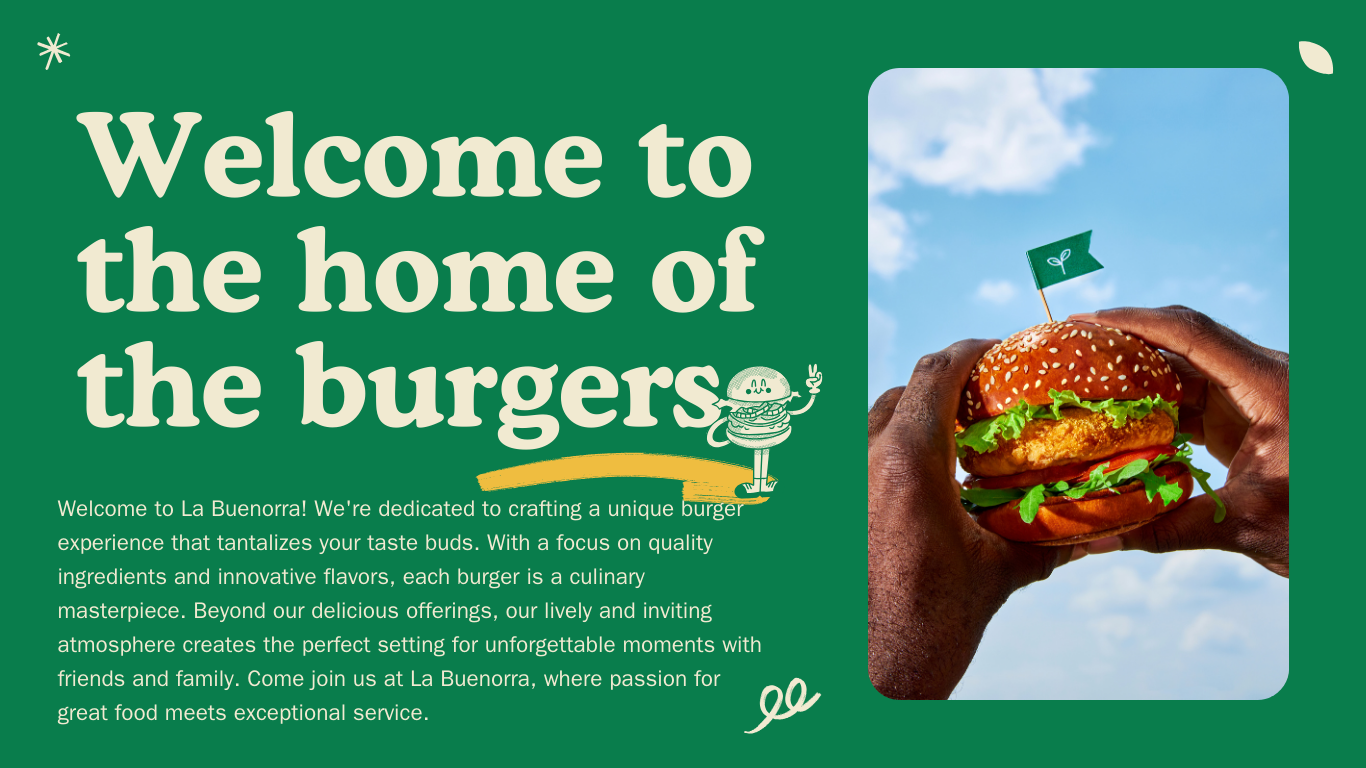 Welcome to
the home of
the burgers
Welcome to La Buenorra! We're dedicated to crafting a unique burger
experience that tantalizes your taste buds. With a focus on quality
ingredients and innovative flavors, each burger is a culinary
masterpiece. Beyond our delicious offerings, our lively and inviting
atmosphere creates the perfect setting for unforgettable moments with
friends and family. Come join us at La Buenorra, where passion for
great food meets exceptional service.